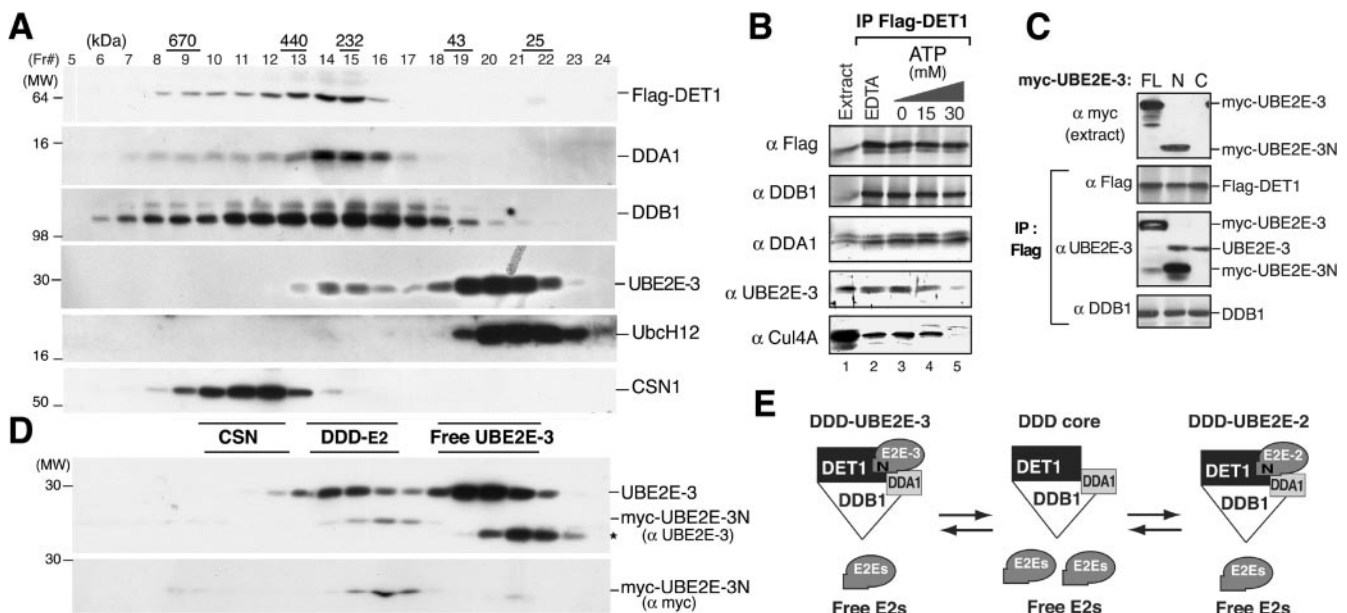 A
(kDa) 670 440 232 43 25
(Fr#) 5 6 7 8 9 10 11 12 13 14 15 16 17 18 19 20 21 22 23 24
(MW)
64
Flag-DET1
16
DDA1
DDB1
98
30
UBE2E-3
UbcH12
16
CSN1
50
B
IP Flag-DET1
Extract
EDTA
ATP
(mM)
0 15 30
α Flag
α DDB1
α DDA1
α UBE2E-3
α Cul4A
1 2 3 4 5
C
myc-UBE2E-3: FL N C
α myc
(extract)
myc-UBE2E-3
myc-UBE2E-3N
IP :
Flag
α Flag
Flag-DET1
α UBE2E-3
myc-UBE2E-3
UBE2E-3
myc-UBE2E-3N
α DDB1
DDB1
D
CSN DDD-E2 Free UBE2E-3
(MW)
30
UBE2E-3
myc-UBE2E-3N
* (α UBE2E-3)
30
myc-UBE2E-3N
(α myc)
E
DDD-UBE2E-3
DET1
N
E2E-3
DDA1
DDB1
E2Es
Free E2s
DDD core
DET1
DDA1
DDB1
E2Es E2Es
Free E2s
DDD-UBE2E-2
DET1
N
E2E-2
DDA1
DDB1
E2Es
Free E2s